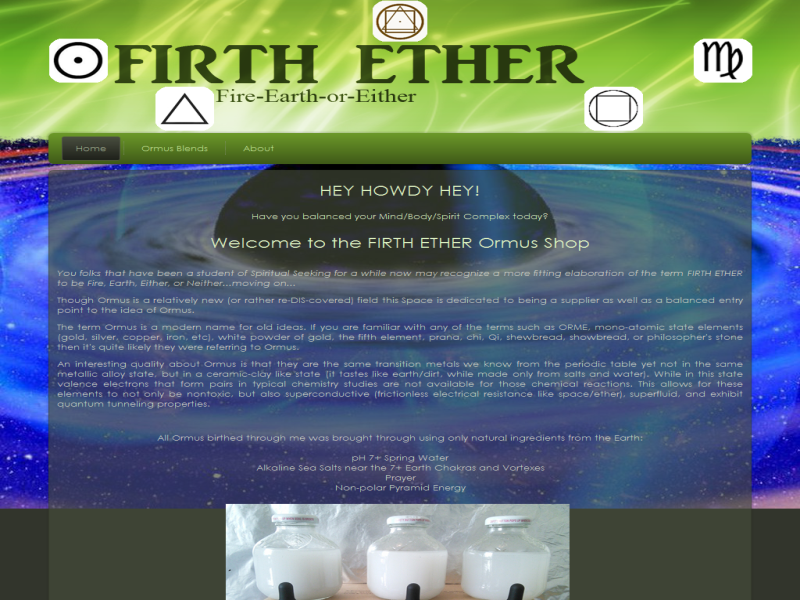 FIRTH ETHER
Fire-Earth-or-Either
Home Ormus Blends About
HEY HOWDY HEY!
Have you balanced your Mind/Body/Spirit Complex today?
Welcome to the FIRTH ETHER Ormus Shop
You folks that have been a student of Spiritual Seeking for a while now may recognize a more fitting elaboration of the term FIRTH ETHER
to be Fire, Earth, Either, or Neither...moving on...
Though Ormus is a relatively new (or rather re-DIS-covered) field this Space is dedicated to being a supplier as well as a balanced entry
point to the idea of Ormus.
The term Ormus is a modern name for old ideas. If you are familiar with any of the terms such as ORME, mono-atomic state elements
(gold, silver, copper, iron, etc), white powder of gold, the fifth element, prana, chi, Qi, shewbread, showbread, or philosopher's stone
then it's quite likely they were referring to Ormus.
An interesting quality about Ormus is that they are the same transition metals we know from the periodic table yet not in the same
metallic alloy state, but in a ceramic-clay like state (it tastes like earth/dirt, while made only from salts and water). While in this state
valence electrons that form pairs in typical chemistry studies are not available for those chemical reactions. This allows for these
elements to not only be nontoxic, but also superconductive (frictionless electrical resistance like space/ether), superfluid, and exhibit
quantum tunneling properties.
All Ormus birthed through me was brought through using only natural ingredients from the Earth:
pH 7+ Spring Water
Alkaline Sea Salts near the 7+ Earth Chakras and Vortexes
Prayer
Non-polar Pyramid Energy